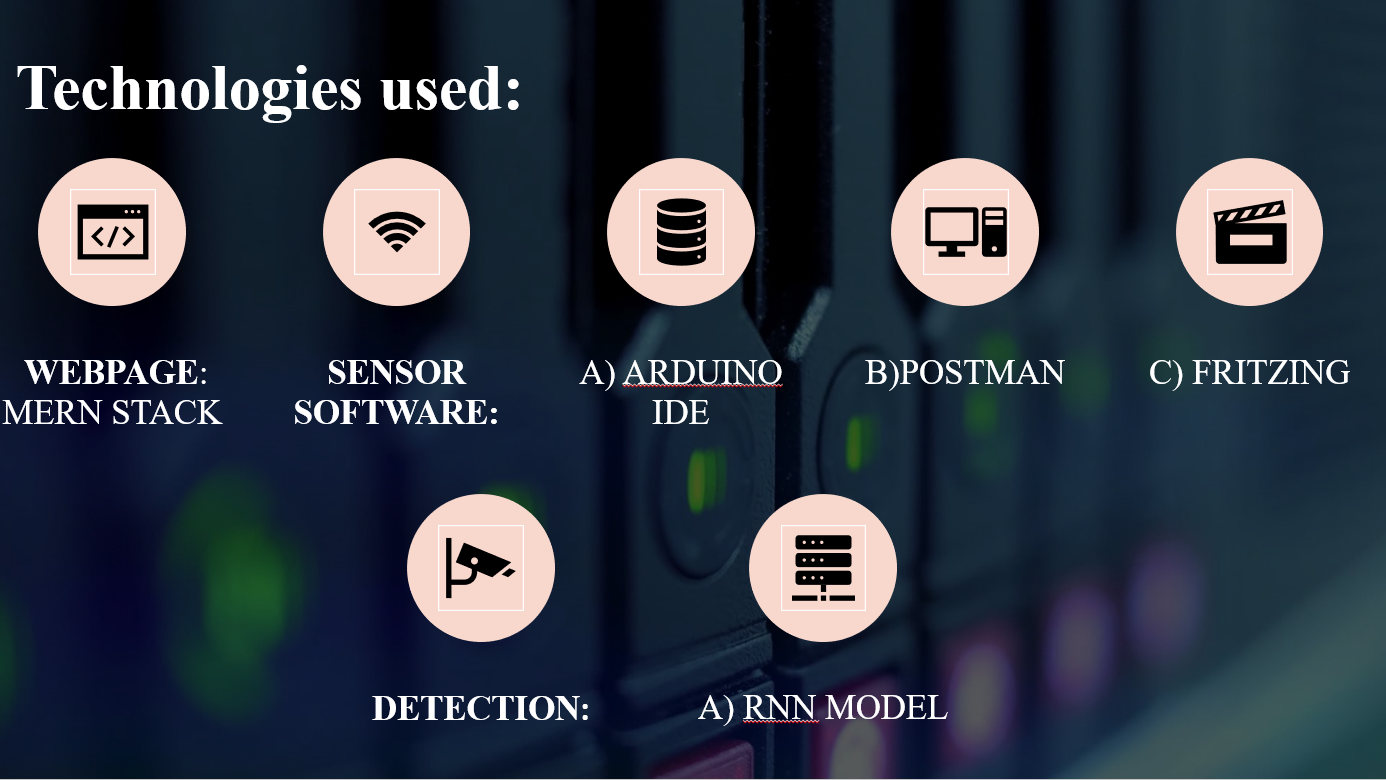 Technologies used:
WEBPAGE:
MERN STACK
SENSOR
SOFTWARE:
A) ARDUINO
IDE
B)POSTMAN
C) FRITZING
DETECTION:
A) RNN MODEL